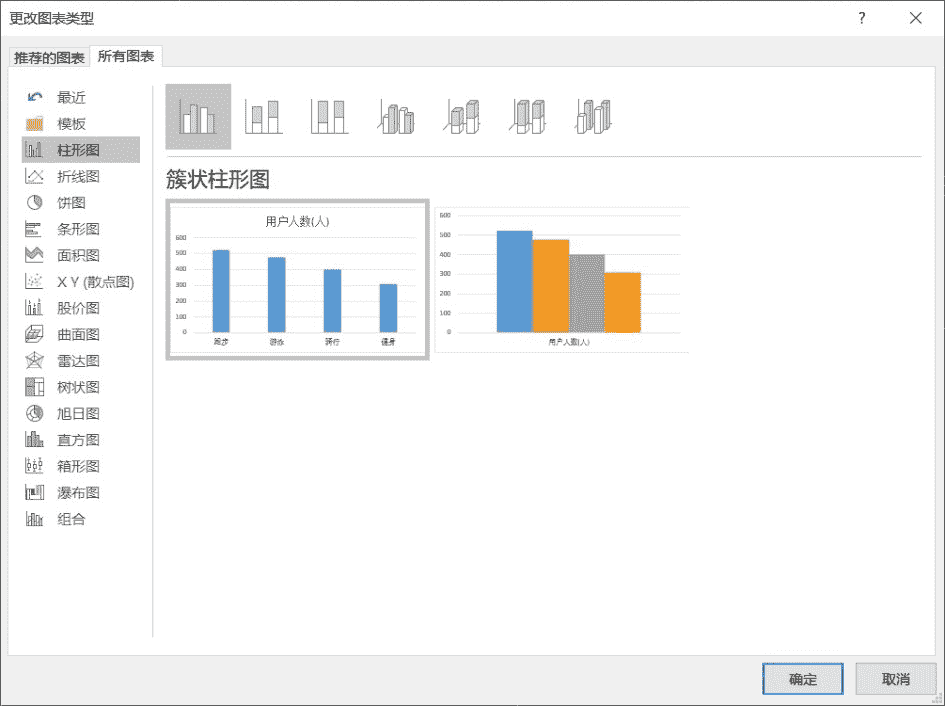 更改图表类型
?
推荐的图表 所有图表
最近
模板
柱形图
折线图
饼图
条形图
面积图
X Y (散点图)
股价图
曲面图
雷达图
树状图
旭日图
直方图
箱形图
瀑布图
组合
簇状柱形图
用户人数(人)
600
500
400
300
200
100
0
跑步 游泳 骑行 健身
600
500
400
300
200
100
0
用户人数(人)
确定 取消